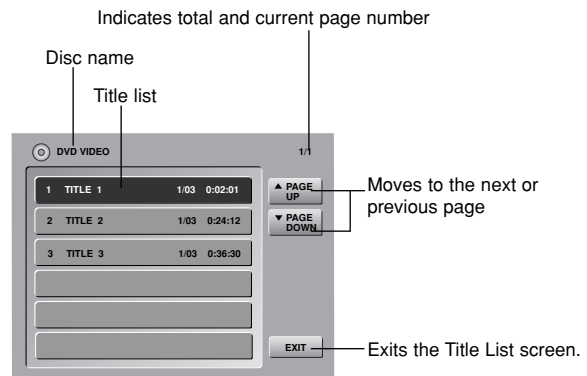 Indicates total and current page number
Disc name
Title list
DVD VIDEO 1/1
1 TITLE 1 1/03 0:02:01
2 TITLE 2 1/03 0:24:12
3 TITLE 3 1/03 0:36:30
▲ PAGE
UP
▼ PAGE
DOWN
Moves to the next or
previous page
EXIT
Exits the Title List screen.